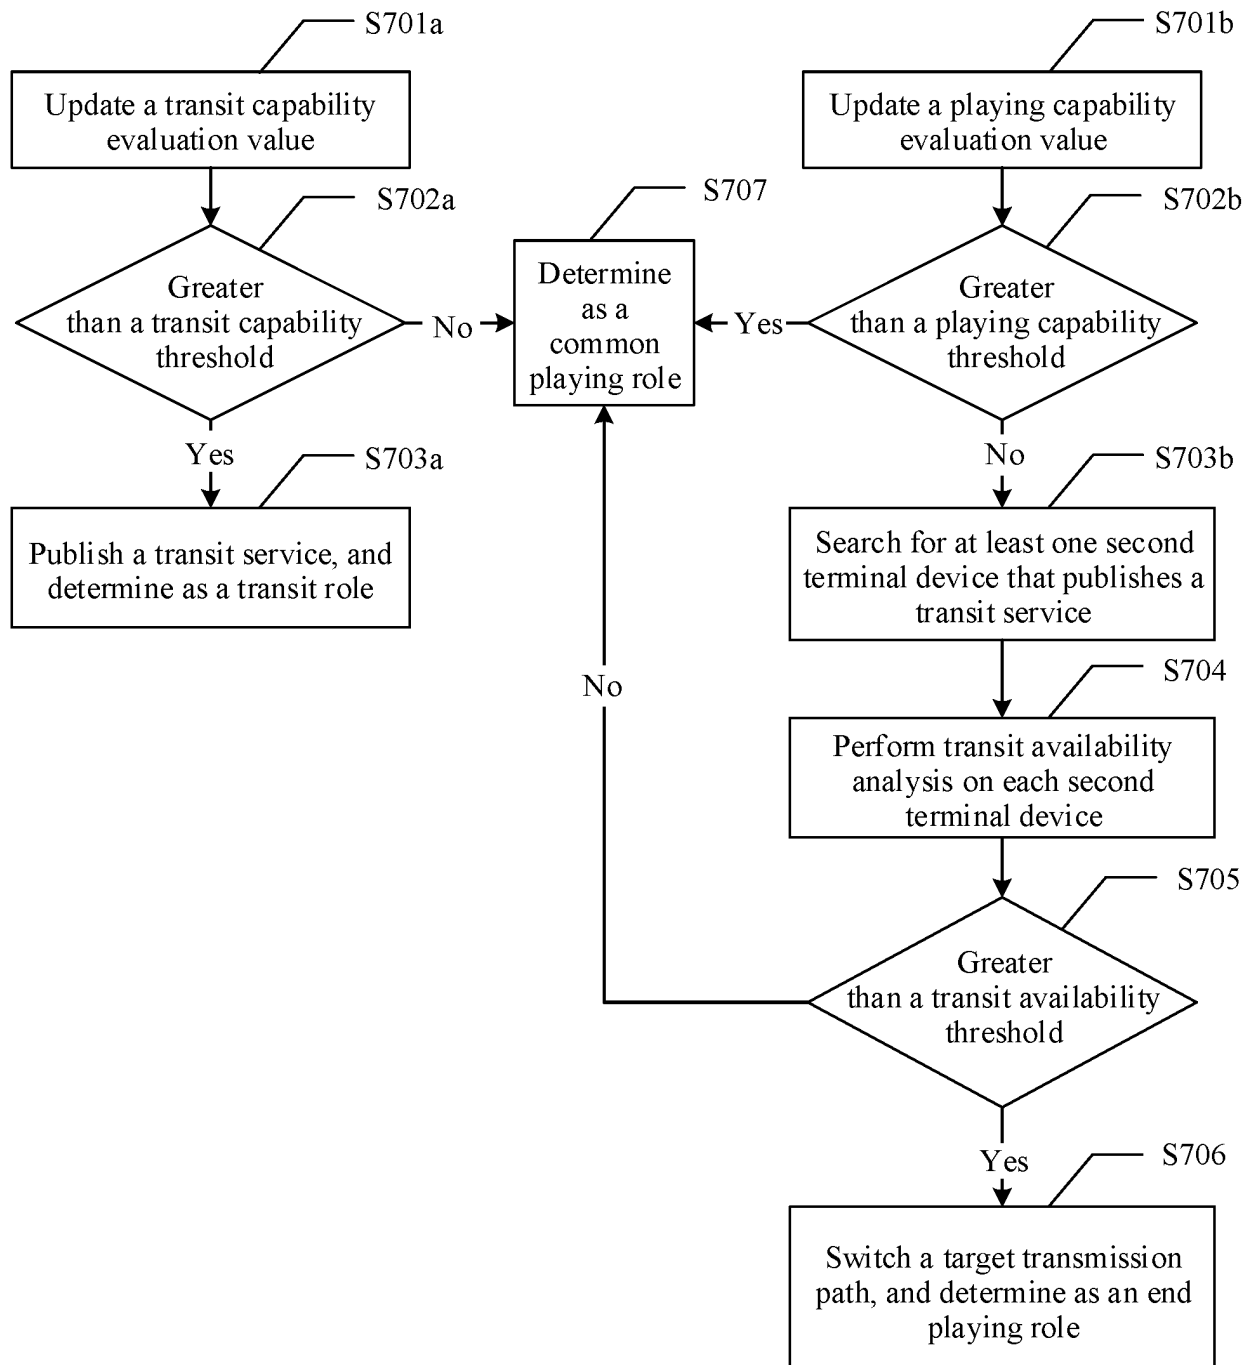 S701a
Update a transit capability
evaluation value
S702a
Greater
than a transit capability
threshold
No
Yes
S703a
Publish a transit service, and
determine as a transit role
S707
Determine
as a
common
playing role
No
S701b
Update a playing capability
evaluation value
S702b
Greater
than a playing capability
threshold
Yes
No
S703b
Search for at least one second
terminal device that publishes a
transit service
S704
Perform transit availability
analysis on each second
terminal device
S705
Greater
than a transit availability
threshold
Yes
S706
Switch a target transmission
path, and determine as an end
playing role